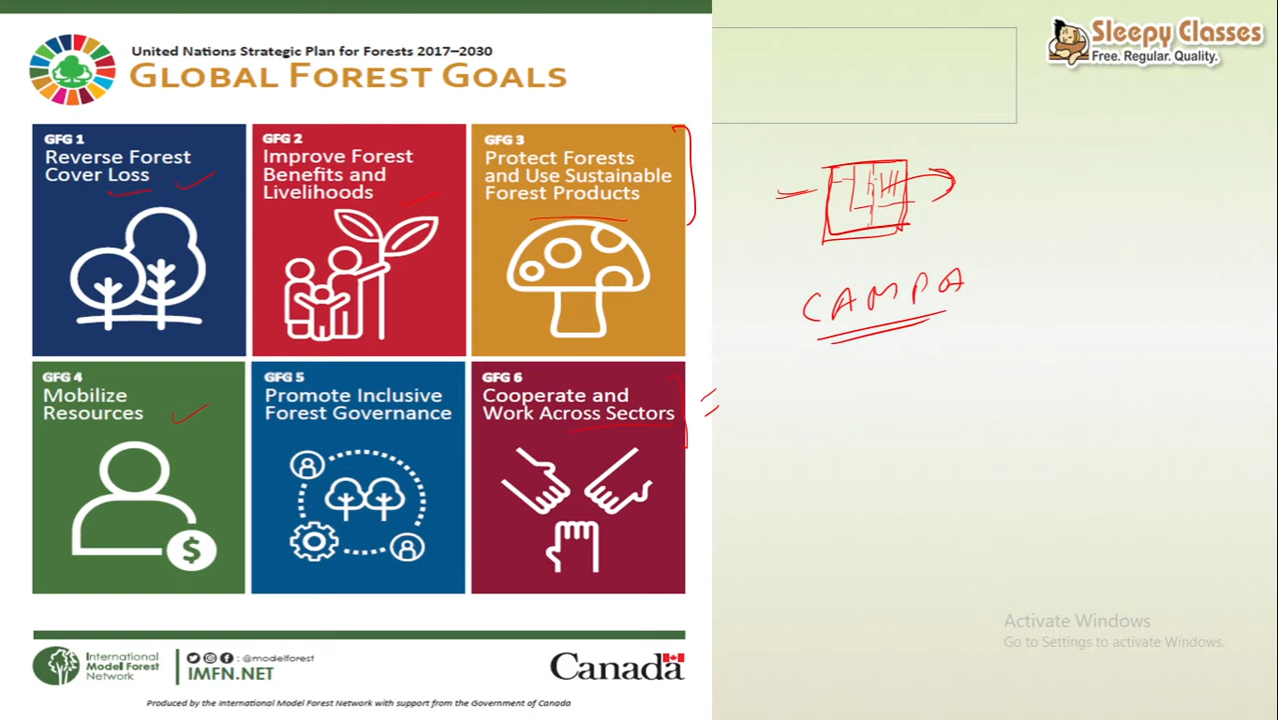 United Nations Strategic Plan for Forests 2017–2030
GLOBAL FOREST GOALS
GFG 1
Reverse Forest
Cover Loss
GFG 2
Improve Forest
Benefits and
Livelihoods
GFG 3
Protect Forests
and Use Sustainable
Forest Products
GFG 4
Mobilize
Resources
$
GFG 5
Promote Inclusive
Forest Governance
GFG 6
Cooperate and
Work Across Sectors
International
Model Forest
Network
: @modelforest
IMFN.NET
Canada
Produced by the International Model Forest Network with support from the Government of Canada
Sleepy Classes
Free. Regular. Quality.
CAMPA
Activate Windows
Go to Settings to activate Windows.